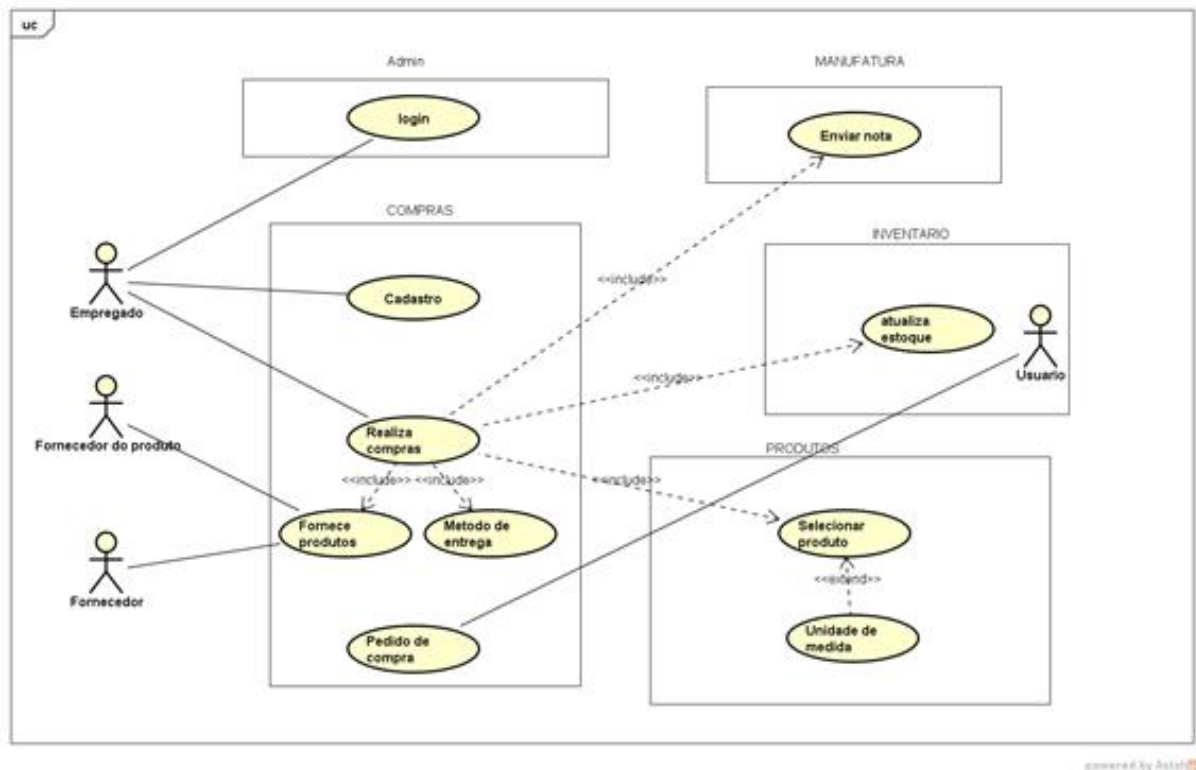 uc
Admin
login
MANUFATURA
Enviar nota
COMPRAS
INVENTARIO
Empregado
Cadastro
<<include>>
atualiza
estoque
Usuario
<<include>>
Fornecedor do produto
Realiza
compras
PRODUTOS
<<include>>
<<include>>
<<include>>
Fornece
produtos
Metodo de
entrega
Selecionar
produto
<<extend>>
Fornecedor
Pedido de
compra
Unidade de
medida
powered by Astah